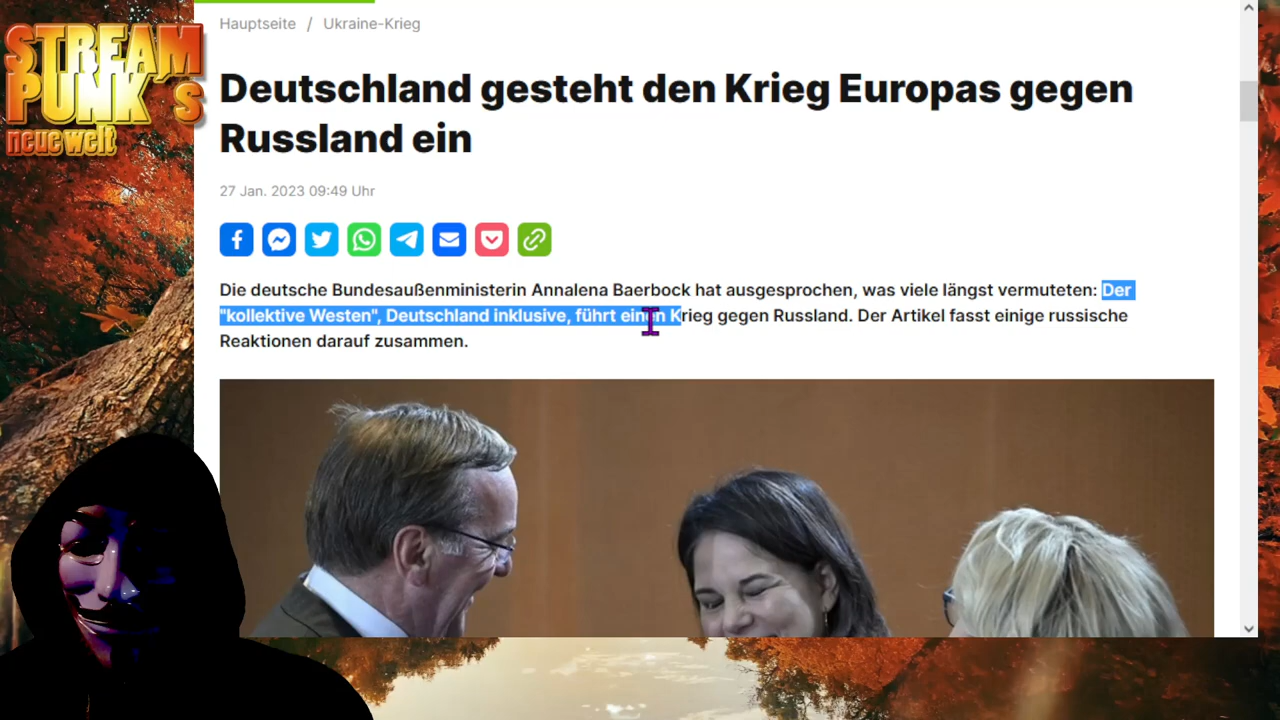 STREAM
PUNK´s
neue welt
Hauptseite / Ukraine-Krieg
Deutschland gesteht den Krieg Europas gegen
Russland ein
27 Jan. 2023 09:49 Uhr
Die deutsche Bundesaußenministerin Annalena Baerbock hat ausgesprochen, was viele längst vermuteten: Der
"kollektive Westen", Deutschland inklusive, führt einen Krieg gegen Russland. Der Artikel fasst einige russische
Reaktionen darauf zusammen.